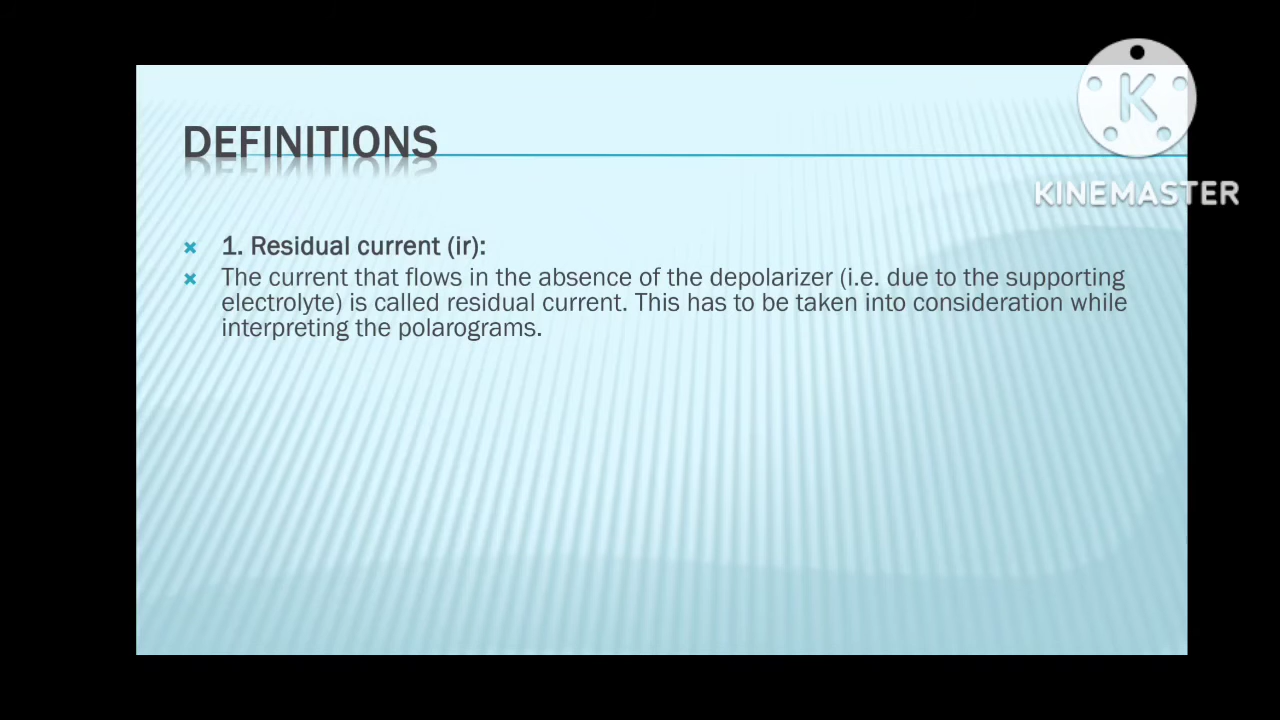 DEFINITIONS
K
KINEMASTER
1. Residual current (ir):
The current that flows in the absence of the depolarizer (i.e. due to the supporting
electrolyte) is called residual current. This has to be taken into consideration while
interpreting the polarograms.